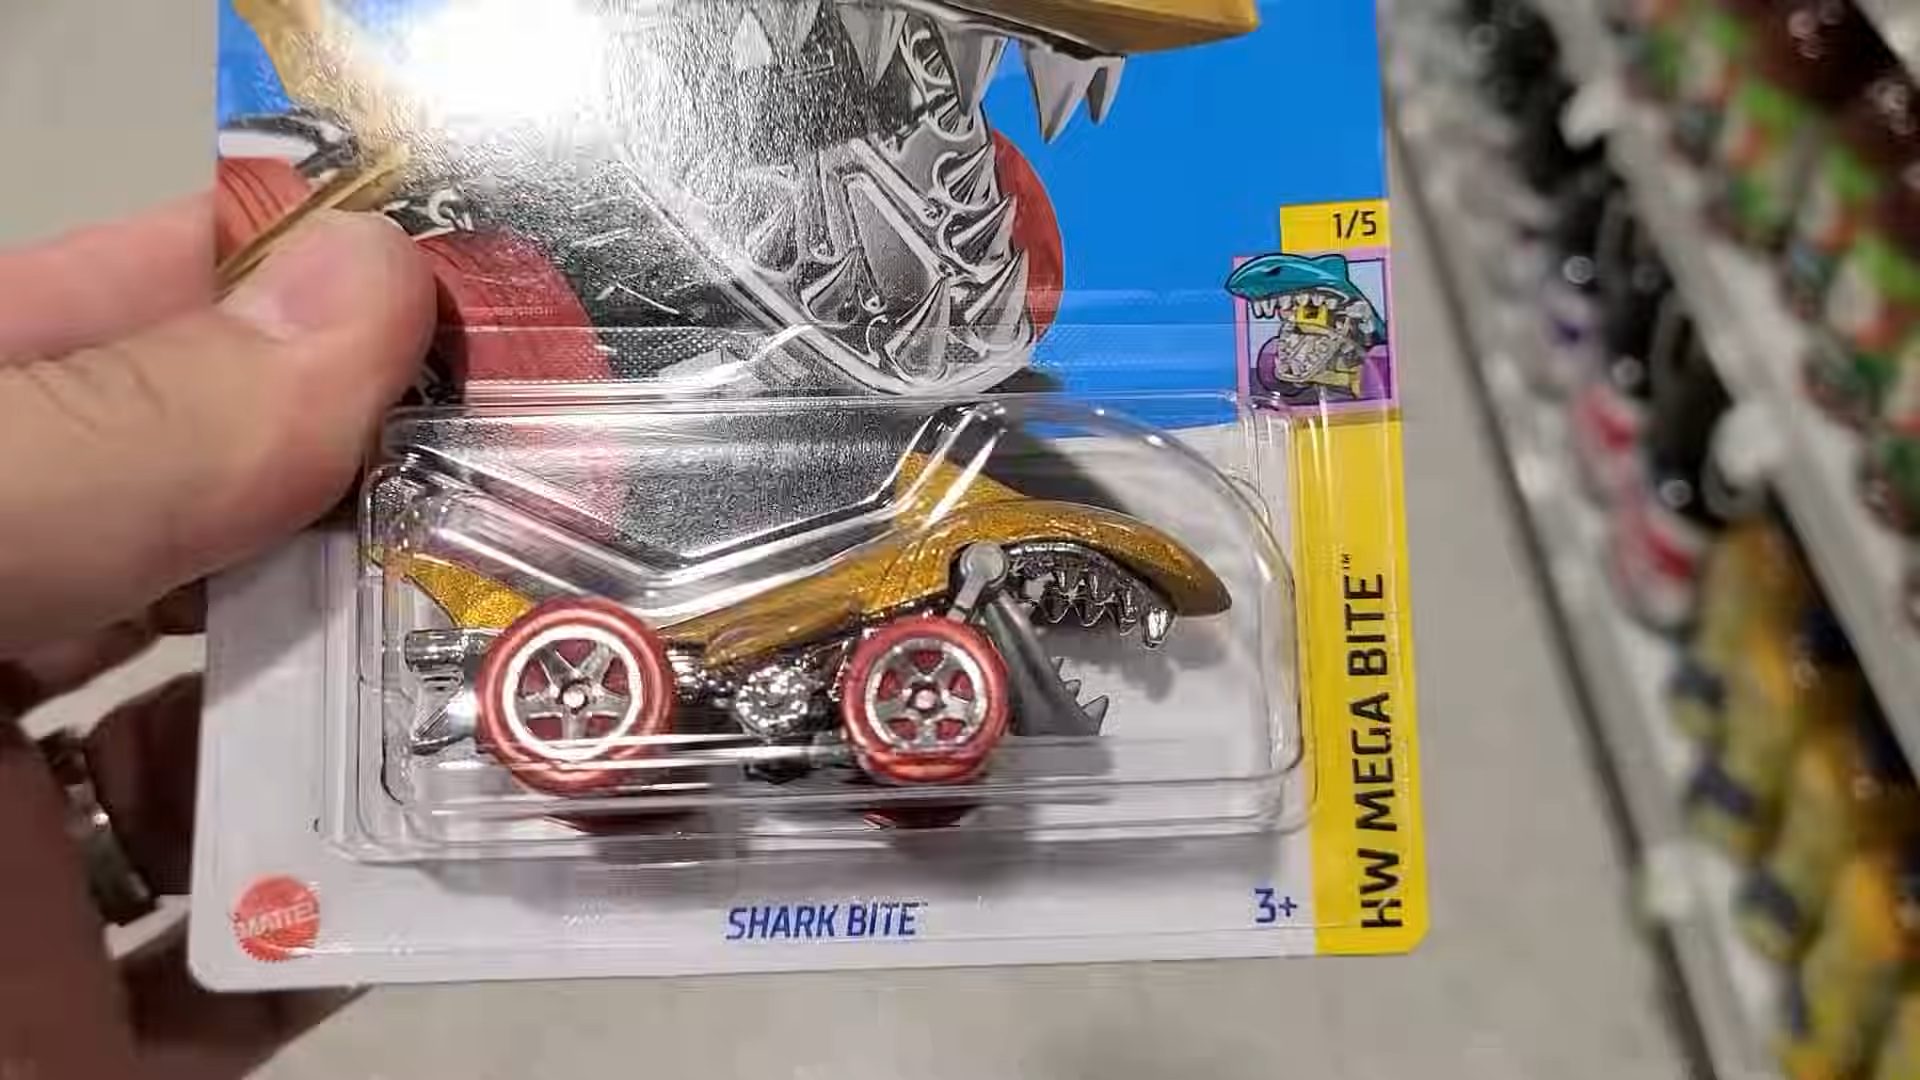 1/5
HW MEGA BITE™
MATTEL
SHARK BITE™
3+